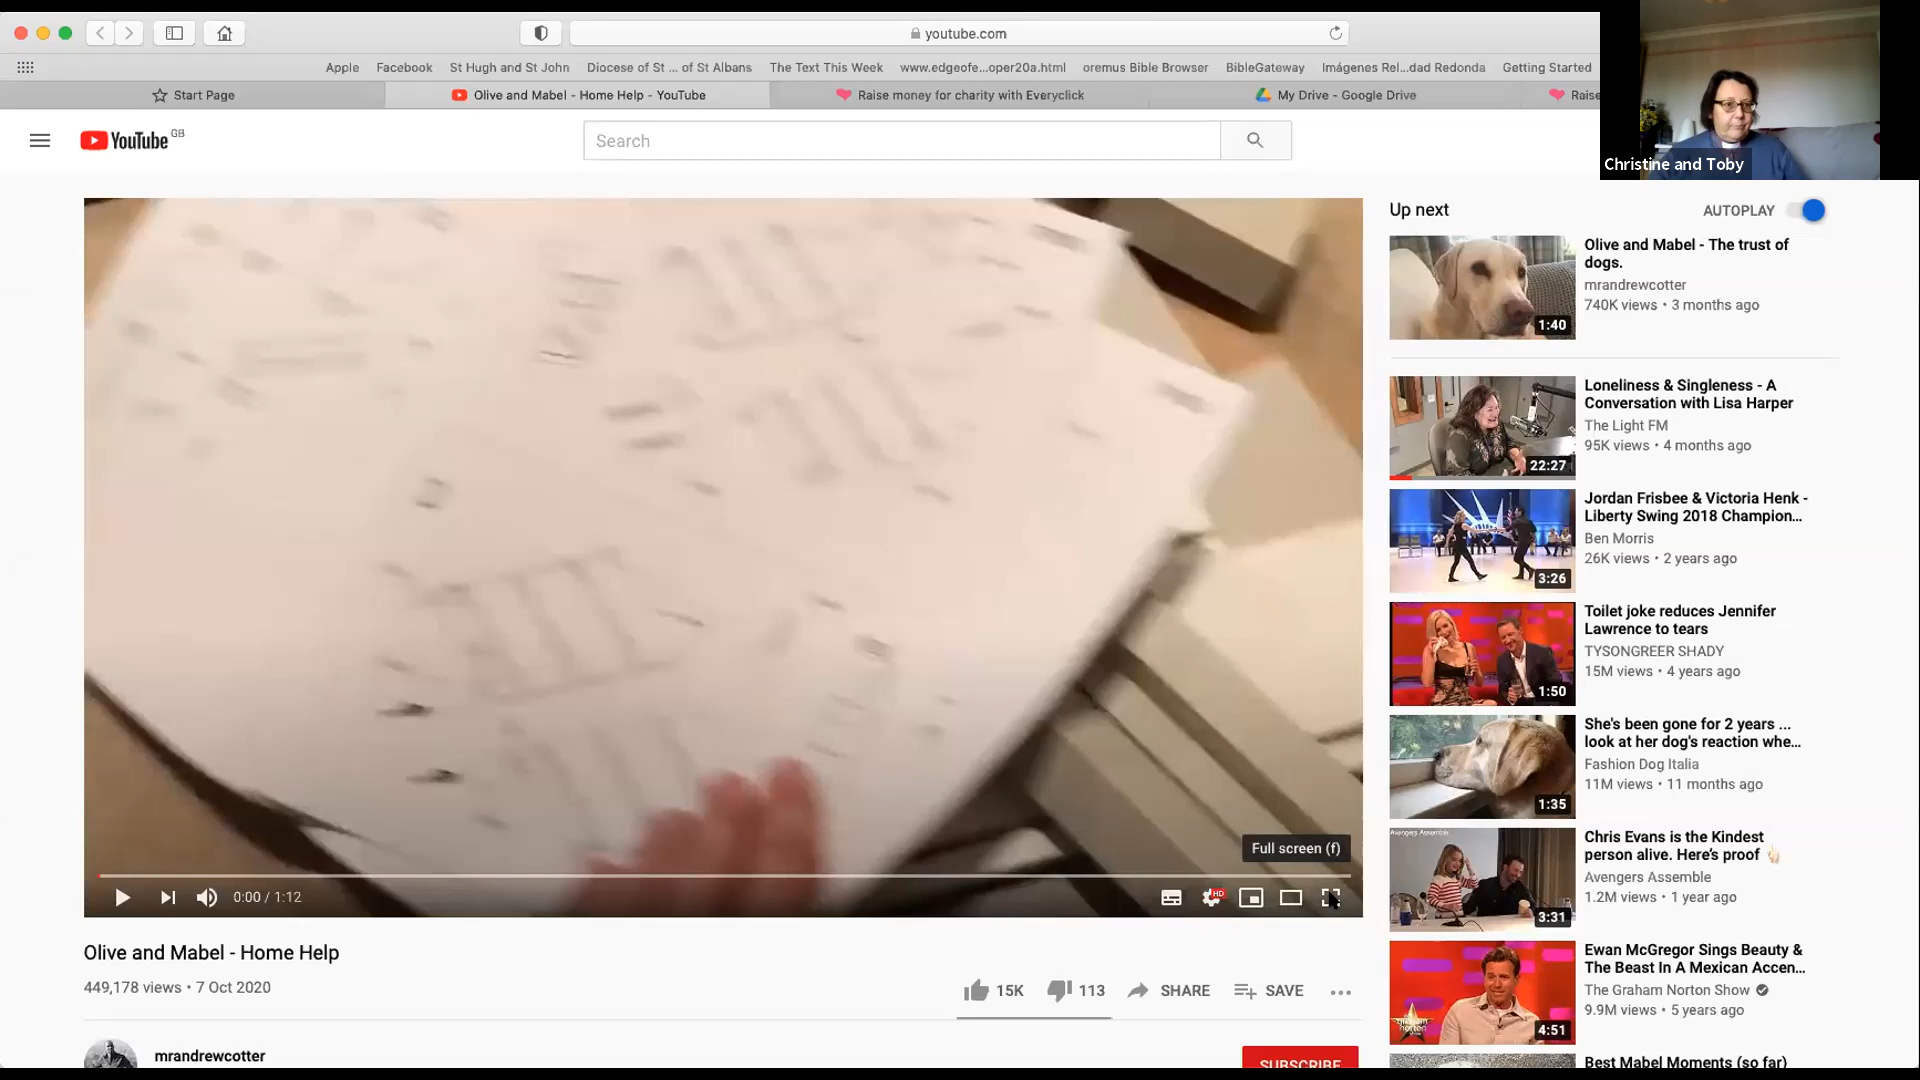 youtube.com
Apple Facebook St Hugh and St John Diocese of St ... of St Albans The Text This Week www.edgeofe...oper20a.html oremus Bible Browser BibleGateway Imágenes Rel...dad Redonda Getting Started
Start Page Olive and Mabel - Home Help - YouTube Raise money for charity with Everyclick My Drive - Google Drive Raise
YouTube GB
Search
Christine and Toby
Up next AUTOPLAY
Olive and Mabel - The trust of
dogs.
mrandrewcotter
740K views • 3 months ago
1:40
Loneliness & Singleness - A
Conversation with Lisa Harper
The Light FM
95K views • 4 months ago
22:27
Jordan Frisbee & Victoria Henk -
Liberty Swing 2018 Champion...
Ben Morris
26K views • 2 years ago
3:26
Toilet joke reduces Jennifer
Lawrence to tears
TYSONGREER SHADY
15M views • 4 years ago
1:50
She's been gone for 2 years ...
look at her dog's reaction whe...
Fashion Dog Italia
11M views • 11 months ago
1:35
Avengers Assemble
Chris Evans is the Kindest
person alive. Here's proof
Avengers Assemble
1.2M views • 1 year ago
3:31
Ewan McGregor Sings Beauty &
The Beast In A Mexican Accen...
The Graham Norton Show
9.9M views • 5 years ago
4:51
Best Mabel Moments (so far)
Full screen (f)
0:00 / 1:12
HD
Olive and Mabel - Home Help
449,178 views • 7 Oct 2020
15K 113 SHARE SAVE
mrandrewcotter
SUBSCRIBE